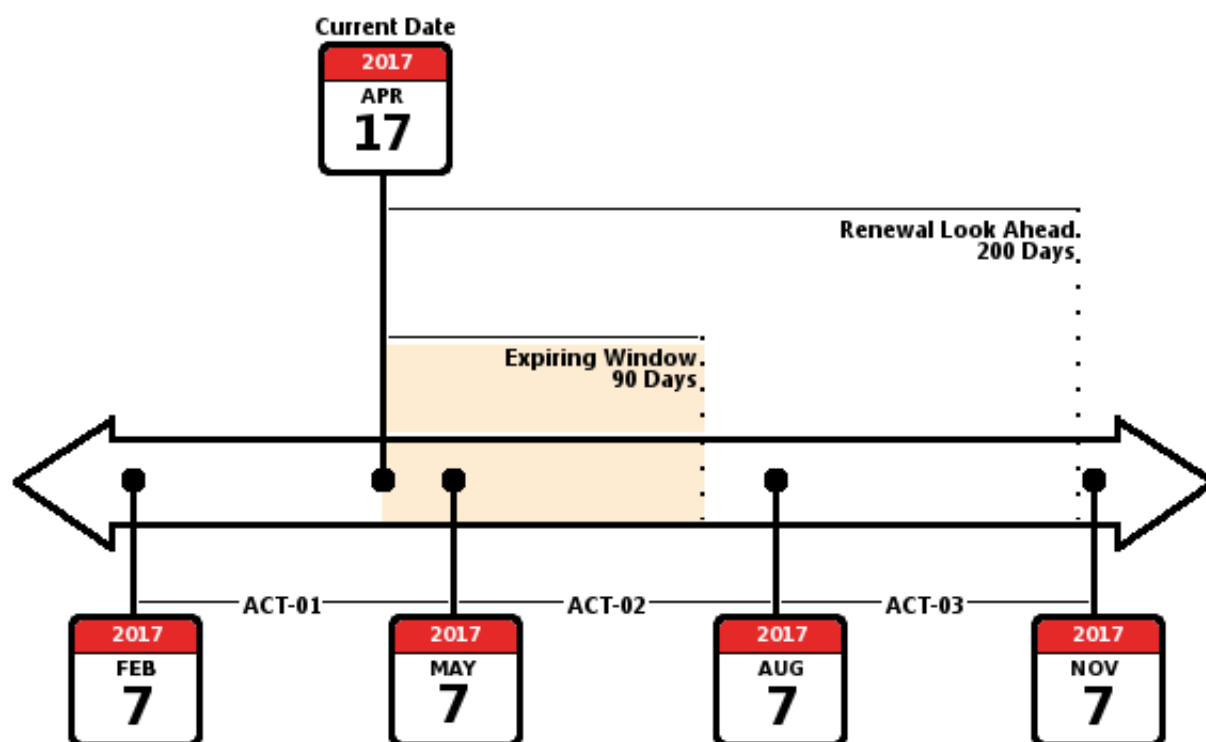 Current Date
2017
APR
17
Renewal Look Ahead
200 Days
Expiring Window
90 Days
ACT-01
ACT-02
ACT-03
2017
FEB
7
2017
MAY
7
2017
AUG
7
2017
NOV
7